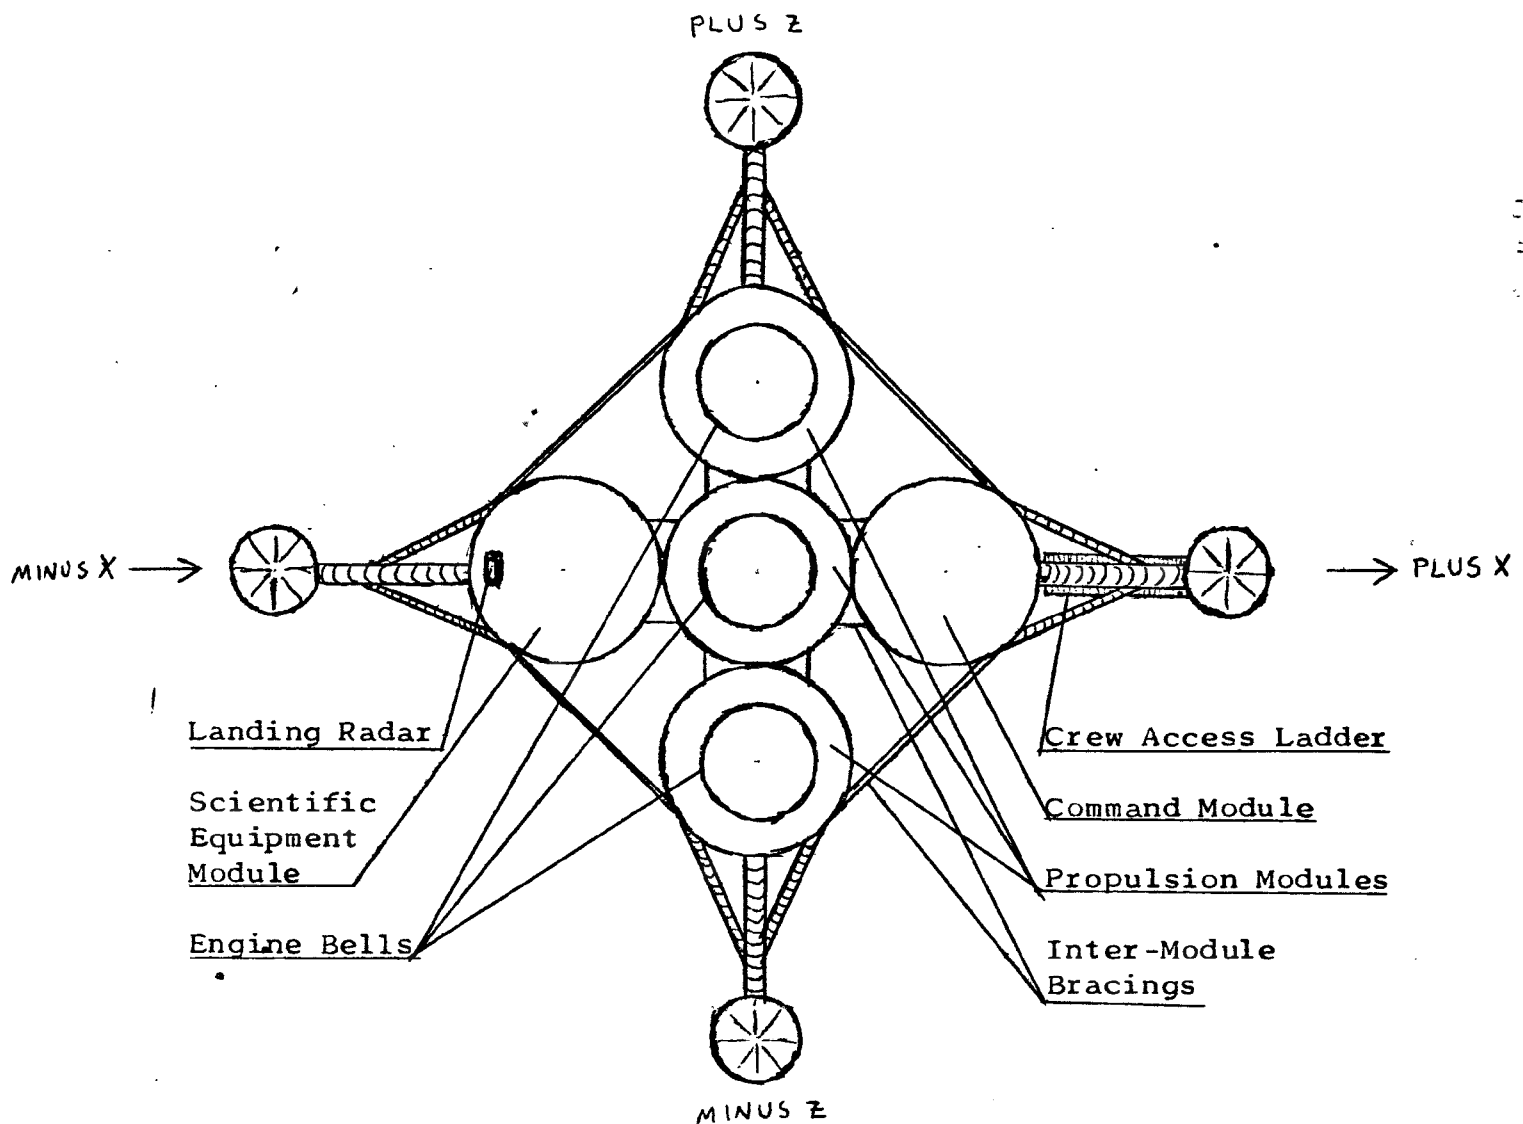 PLUS Z
MINUS X
PLUS X
Landing Radar
Scientific
Equipment
Module
Engine Bells
Crew Access Ladder
Command Module
Propulsion Modules
Inter-Module
Bracings
MINUS Z